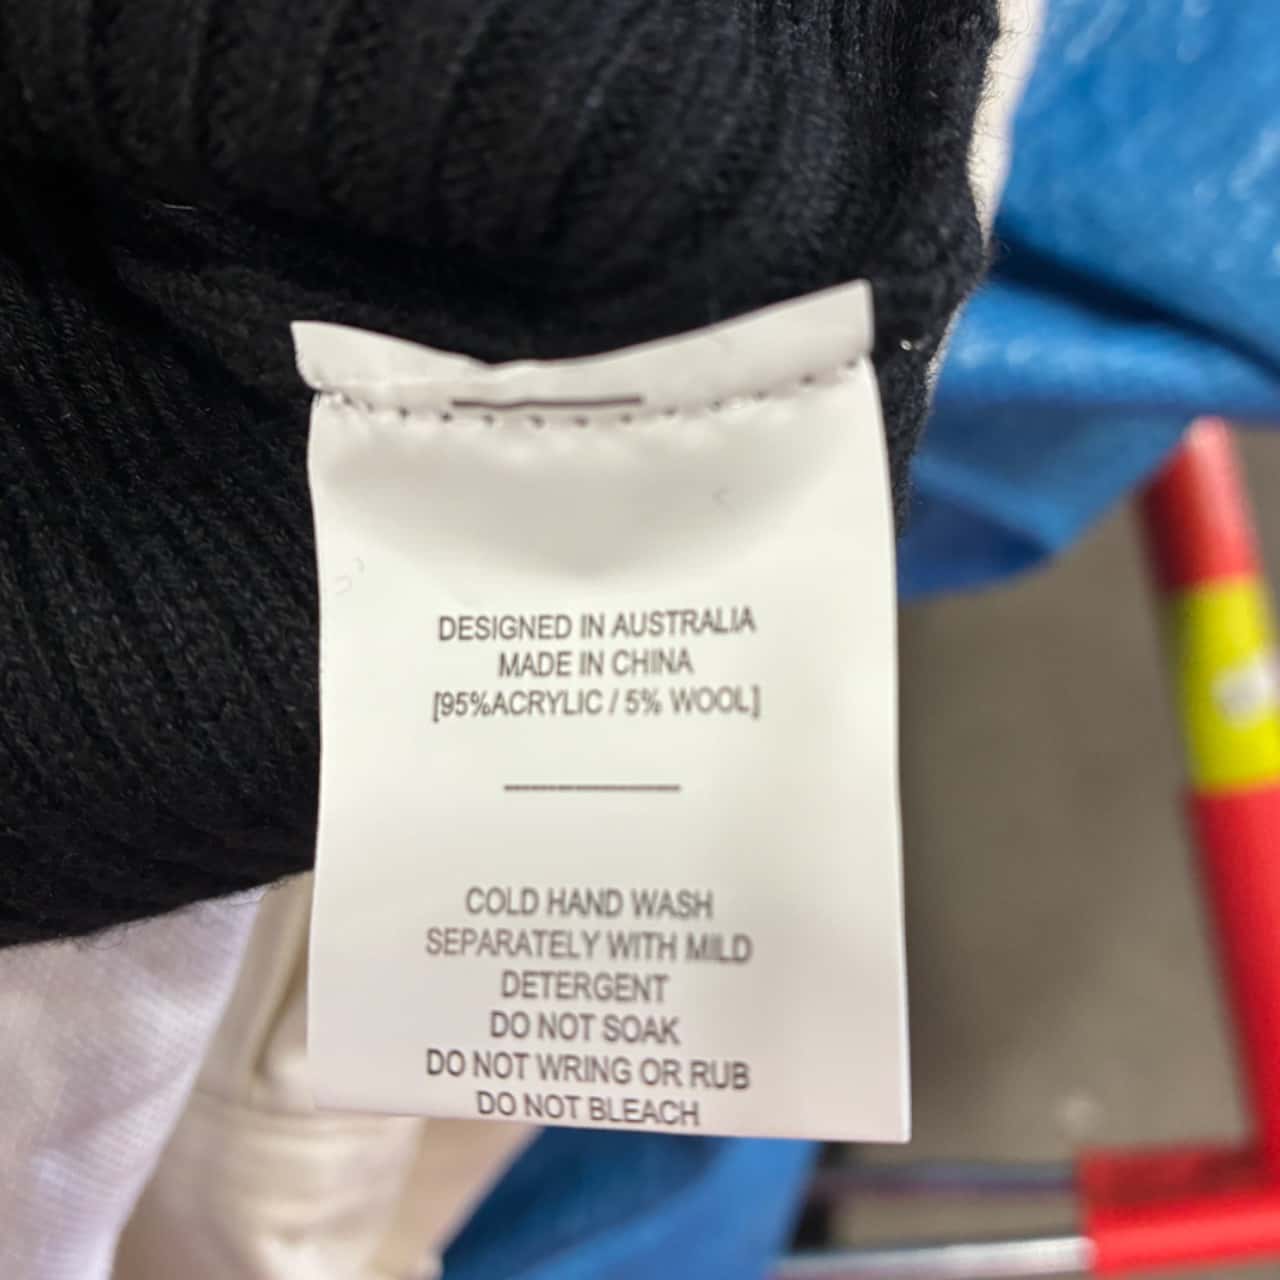 DESIGNED IN AUSTRALIA
MADE IN CHINA
[95%ACRYLIC / 5% WOOL]
COLD HAND WASH
SEPARATELY WITH MILD
DETERGENT
DO NOT SOAK
DO NOT WRING OR RUB
DO NOT BLEACH